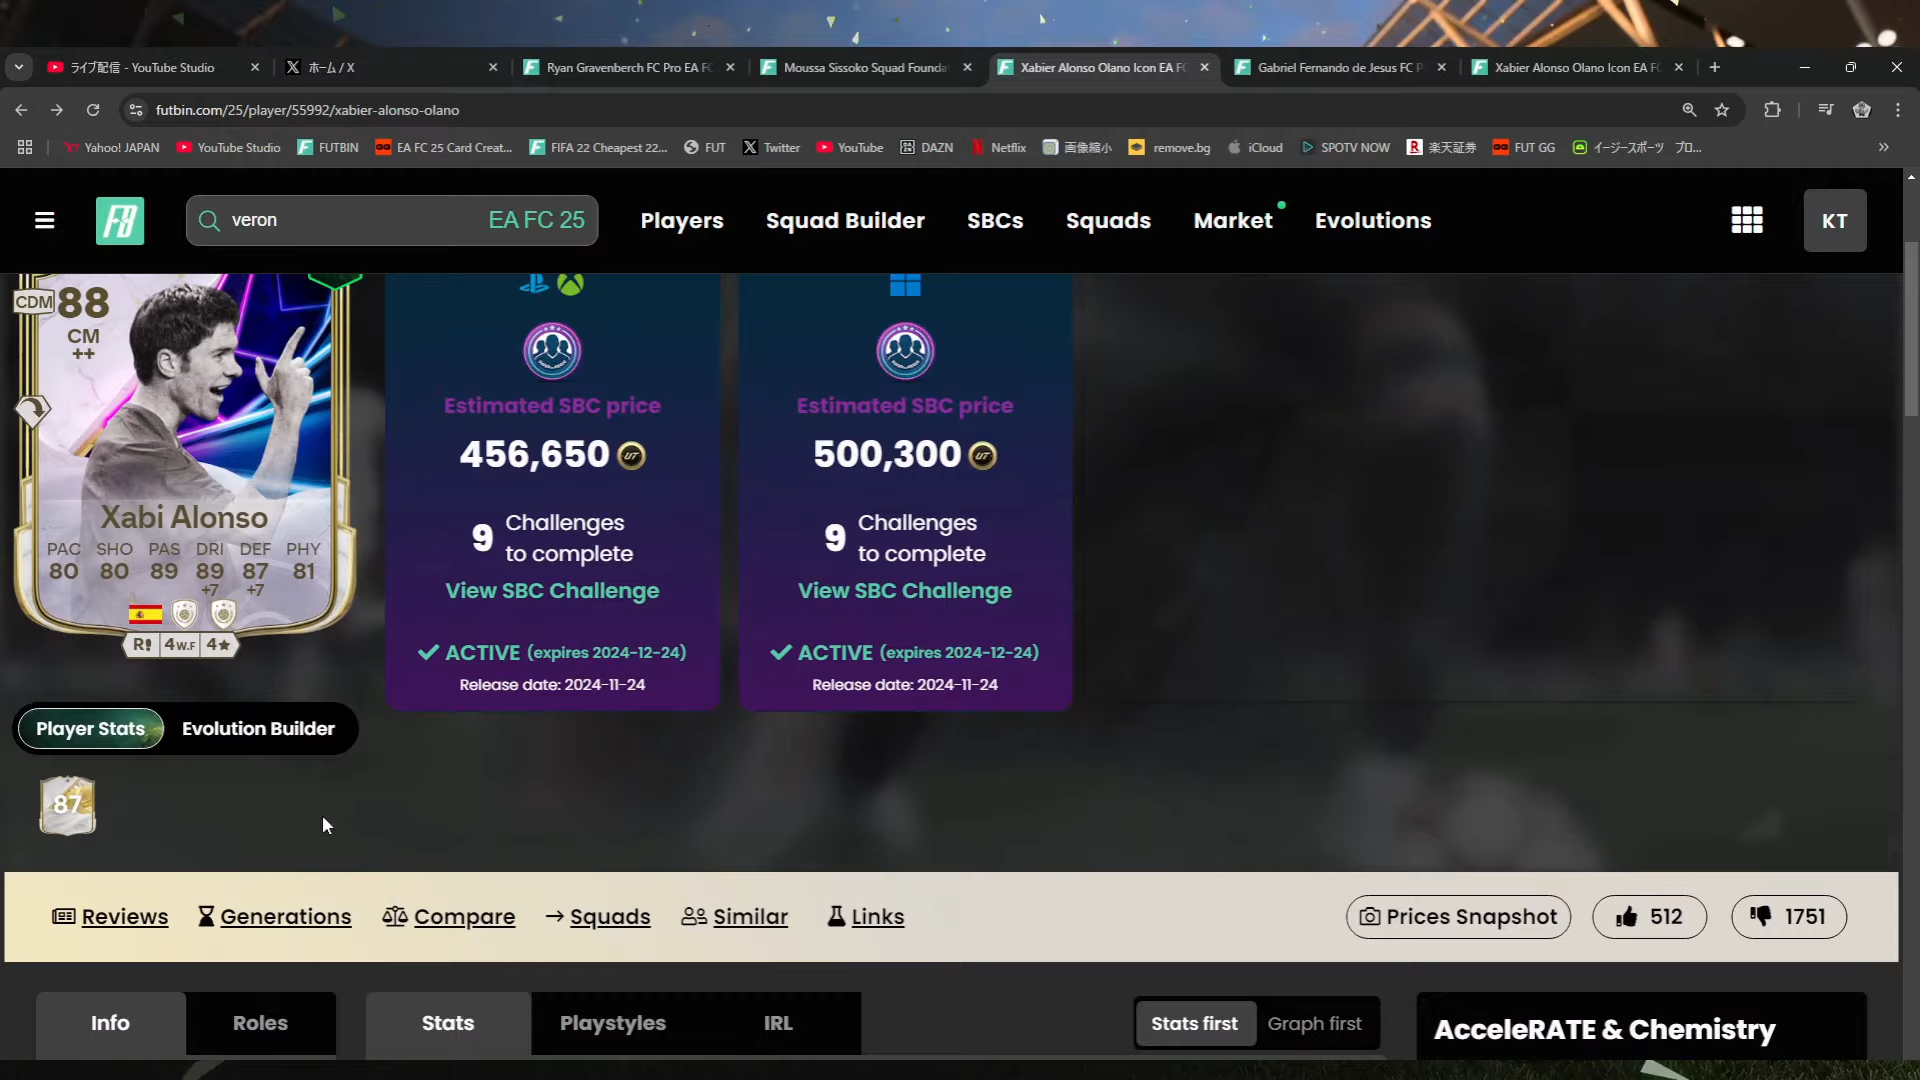 ライブ配信 - YouTube Studio
ホーム / X
Ryan Gravenberch FC Pro EA FC
Moussa Sissoko Squad Founda
Xabier Alonso Olano Icon EA FC
Gabriel Fernando de Jesus FC P
Xabier Alonso Olano Icon EA FC
futbin.com/25/player/55992/xabier-alonso-olano
Yahoo! JAPAN
YouTube Studio
FUTBIN
EA FC 25 Card Creat...
FIFA 22 Cheapest 22...
FUT
Twitter
YouTube
DAZN
Netflix
画像縮小
remove.bg
iCloud
SPOTV NOW
楽天証券
FUT GG
イージースポーツ プロ...
veron
EA FC 25
Players
Squad Builder
SBCs
Squads
Market
Evolutions
KT
CDM
88
CM
++
Xabi Alonso
PAC SHO PAS DRI DEF PHY
80 80 89 89 87 81
+7 +7
R 4W.F 4★
Estimated SBC price
456,650
9 Challenges
to complete
View SBC Challenge
ACTIVE (expires 2024-12-24)
Release date: 2024-11-24
Estimated SBC price
500,300
9 Challenges
to complete
View SBC Challenge
ACTIVE (expires 2024-12-24)
Release date: 2024-11-24
Player Stats
Evolution Builder
87
Reviews
Generations
Compare
Squads
Similar
Links
Prices Snapshot
512
1751
Info
Roles
Stats
Playstyles
IRL
Stats first
Graph first
AcceleRATE & Chemistry